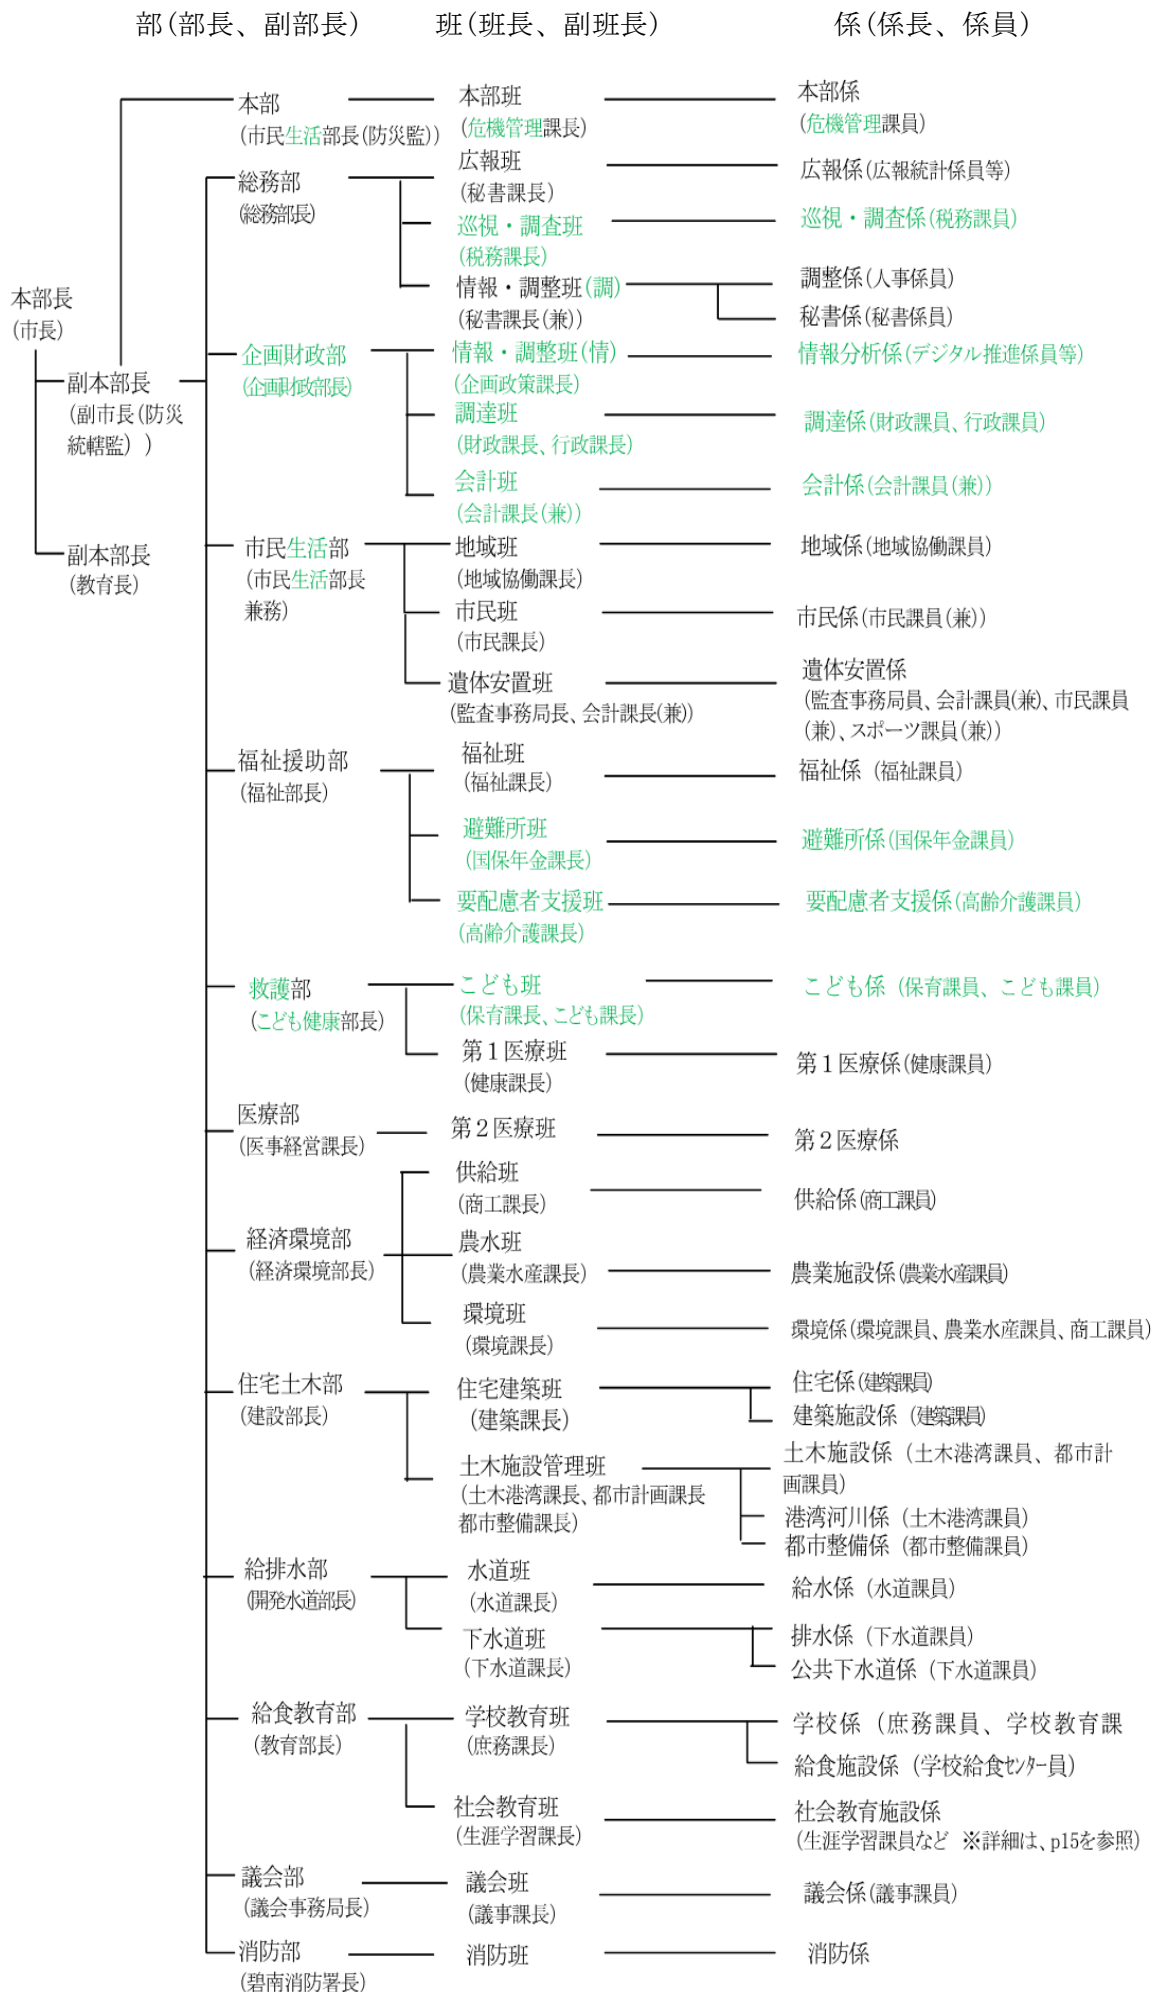 部(部長、副部長)
班(班長、副班長)
係(係長、係員)
本部長
(市長)
副本部長
(副市長(防災
統轄監))
副本部長
(教育長)
本部
(市民生活部長(防災監))
本部班
(危機管理課長)
本部係
(危機管理課員)
総務部
(総務部長)
広報班
(秘書課長)
広報係(広報統計係員等)
巡視・調査班
(税務課長)
巡視・調査係(税務課員)
情報・調整班(調)
(秘書課長(兼))
調整係(人事係員)
秘書係(秘書係員)
企画財政部
(企画財政部長)
情報・調整班(情)
(企画政策課長)
情報分析係(デジタル推進係員等)
調達班
(財政課長、行政課長)
調達係(財政課員、行政課員)
会計班
(会計課長(兼))
会計係(会計課員(兼))
市民生活部
(市民生活部長
兼務)
地域班
(地域協働課長)
地域係(地域協働課員)
市民班
(市民課長)
市民係(市民課員(兼))
遺体安置班
(監査事務局長、会計課長(兼))
遺体安置係
(監査事務局員、会計課員(兼)、市民課員
(兼)、スポーツ課員(兼))
福祉援助部
(福祉部長)
福祉班
(福祉課長)
福祉係 (福祉課員)
避難所班
(国保年金課長)
避難所係(国保年金課員)
要配慮者支援班
(高齢介護課長)
要配慮者支援係(高齢介護課員)
救護部
(こども健康部長)
こども班
(保育課長、こども課長)
こども係 (保育課員、こども課員)
第1医療班
(健康課長)
第1医療係(健康課員)
医療部
(医事経営課長)
第2医療班
第2医療係
経済環境部
(経済環境部長)
供給班
(商工課長)
供給係(商工課員)
農水班
(農業水産課長)
農業施設係(農業水産課員)
環境班
(環境課長)
環境係(環境課員、農業水産課員、商工課員)
住宅土木部
(建設部長)
住宅建築班
(建築課長)
住宅係(建築課員)
建築施設係 (建築課員)
土木施設管理班
(土木港湾課長、都市計画課長
都市整備課長)
土木施設係 (土木港湾課員、都市計
画課員)
港湾河川係 (土木港湾課員)
都市整備係 (都市整備課員)
給排水部
(開発水道部長)
水道班
(水道課長)
給水係 (水道課員)
下水道班
(下水道課長)
排水係 (下水道課員)
公共下水道係 (下水道課員)
給食教育部
(教育部長)
学校教育班
(庶務課長)
学校係 (庶務課員、学校教育課
給食施設係 (学校給食センター員)
社会教育班
(生涯学習課長)
社会教育施設係
(生涯学習課員など ※詳細は、p15を参照)
議会部
(議会事務局長)
議会班
(議事課長)
議会係(議事課員)
消防部
(碧南消防署長)
消防班
消防係